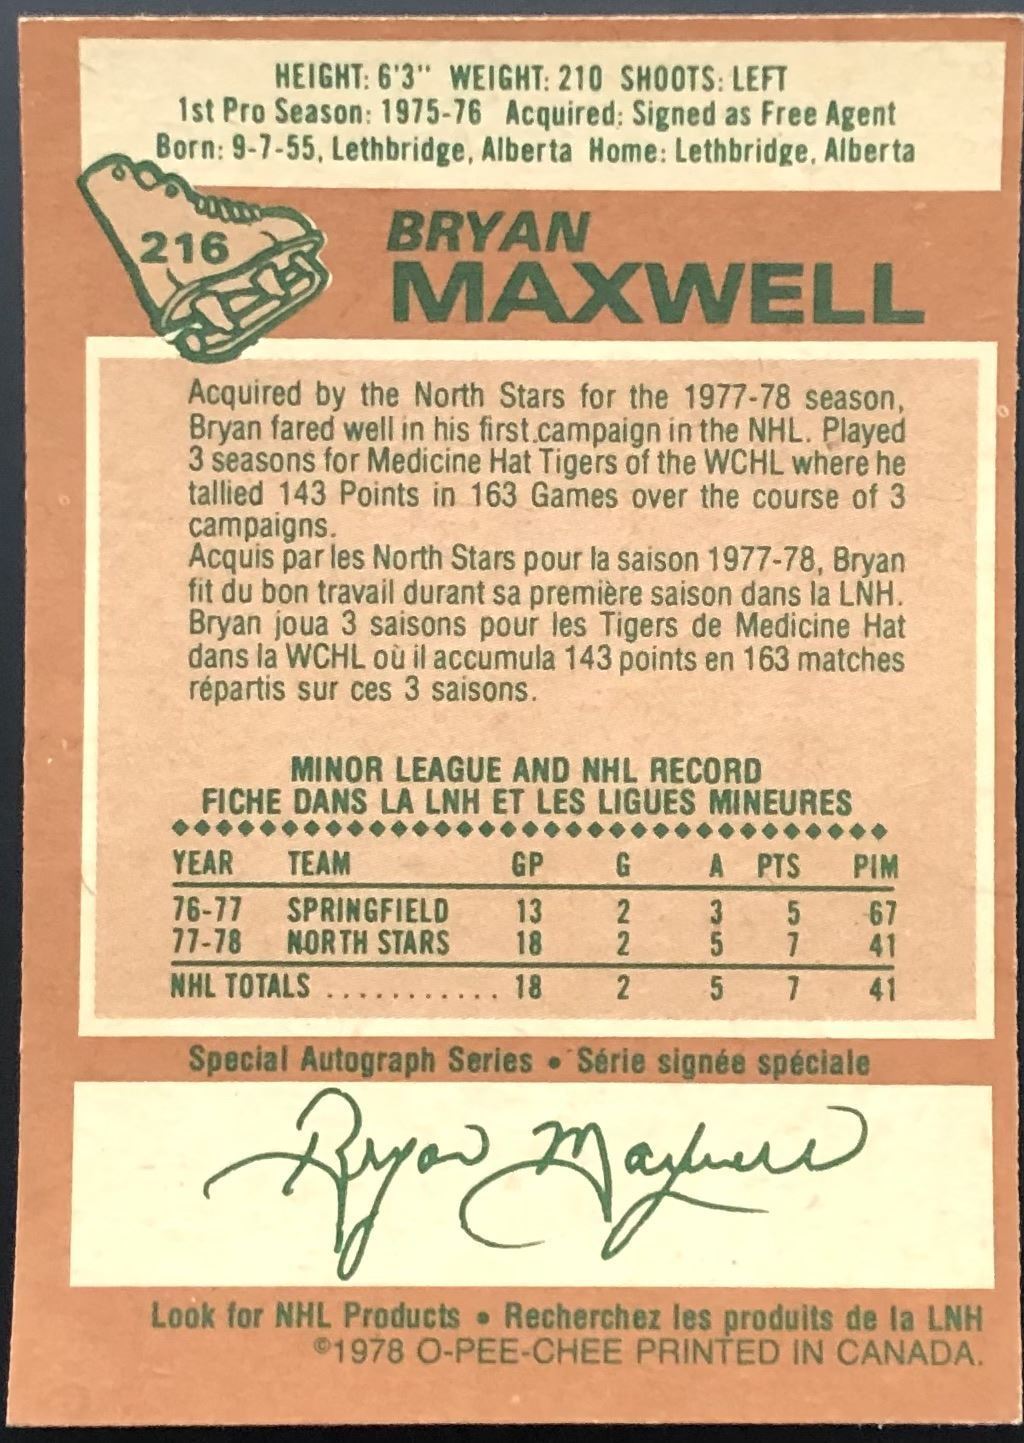 HEIGHT: 6'3" WEIGHT: 210 SHOOTS: LEFT
1st Pro Season: 1975-76 Acquired: Signed as Free Agent
Born: 9-7-55, Lethbridge, Alberta Home: Lethbridge, Alberta
216
BRYAN
MAXWELL
Acquired by the North Stars for the 1977-78 season,
Bryan fared well in his first campaign in the NHL. Played
3 seasons for Medicine Hat Tigers of the WCHL where he
tallied 143 Points in 163 Games over the course of 3
campaigns.
Acquis par les North Stars pour la saison 1977-78, Bryan
fit du bon travail durant sa première saison dans la LNH.
Bryan joua 3 saisons pour les Tigers de Medicine Hat
dans la WCHL où il accumula 143 points en 163 matches
répartis sur ces 3 saisons.
MINOR LEAGUE AND NHL RECORD
FICHE DANS LA LNH ET LES LIGUES MINEURES
YEAR TEAM GP G A PTS PIM
76-77 SPRINGFIELD 13 2 3 5 67
77-78 NORTH STARS 18 2 5 7 41
NHL TOTALS ........... 18 2 5 7 41
Special Autograph Series • Série signée spéciale
Bryan Maxwell
Look for NHL Products • Recherchez les produits de la LNH
©1978 O-PEE-CHEE PRINTED IN CANADA.